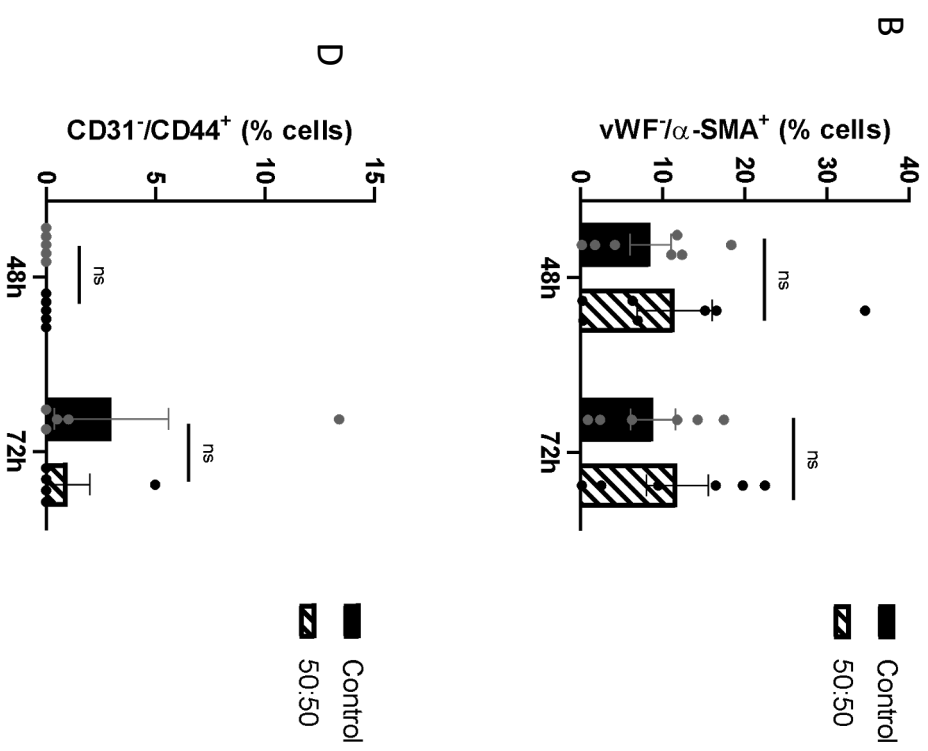 B
vWF⁻/α-SMA⁺ (% cells)
40
30
20
10
0
ns
ns
48h
72h
Control
50:50
D
CD31⁻/CD44⁺ (% cells)
15
10
5
0
ns
ns
48h
72h
Control
50:50